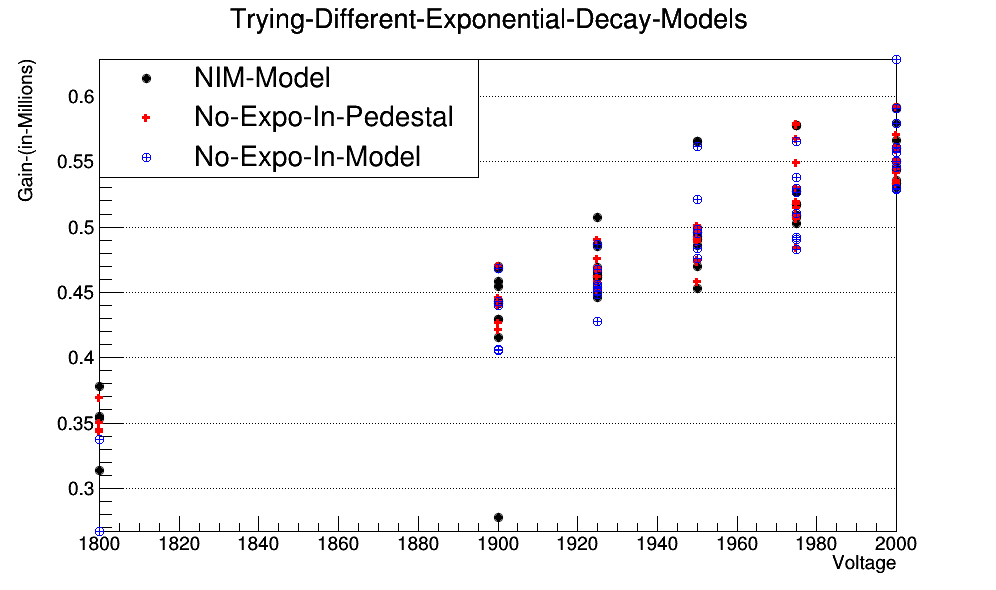 Trying-Different-Exponential-Decay-Models
Gain-(in-Millions)
NIM-Model
No-Expo-In-Pedestal
No-Expo-In-Model
0.6
0.55
0.5
0.45
0.4
0.35
0.3
1800 1820 1840 1860 1880 1900 1920 1940 1960 1980 2000
Voltage